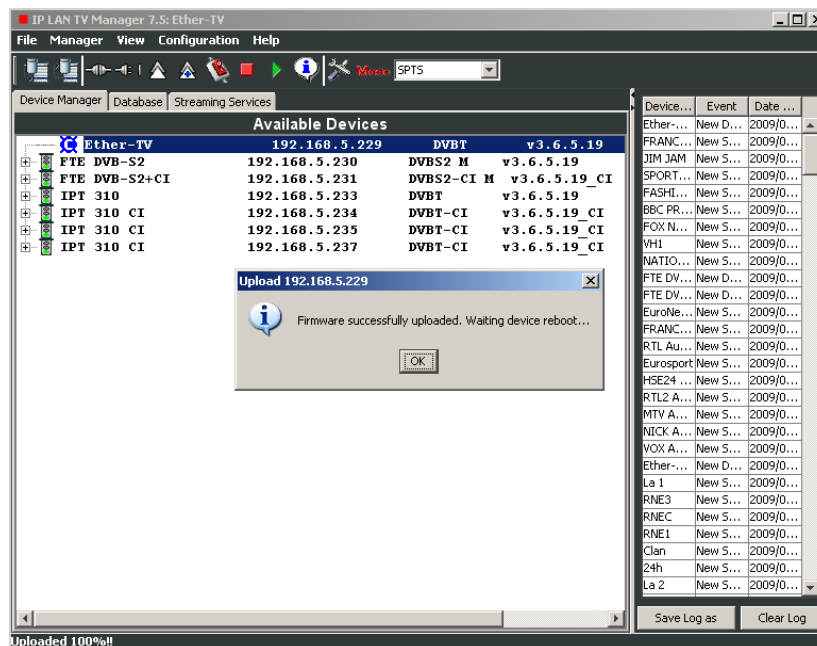 IP LAN TV Manager 7.5: Ether-TV
File Manager View Configuration Help
Mode SPTS
Device Manager Database Streaming Services
Available Devices
Ether-TV 192.168.5.229 DVBT v3.6.5.19
FTE DVB-S2 192.168.5.230 DVBS2 M v3.6.5.19
FTE DVB-S2+CI 192.168.5.231 DVBS2-CI M v3.6.5.19_CI
IPT 310 192.168.5.233 DVBT v3.6.5.19
IPT 310 CI 192.168.5.234 DVBT-CI v3.6.5.19_CI
IPT 310 CI 192.168.5.235 DVBT-CI v3.6.5.19_CI
IPT 310 CI 192.168.5.237 DVBT-CI v3.6.5.19_CI
Upload 192.168.5.229
Firmware successfully uploaded. Waiting device reboot...
OK
Device... Event Date ...
Ether-... New D... 2009/0...
FRANC... New S... 2009/0...
JIM JAM New S... 2009/0...
SPORT... New S... 2009/0...
FASHI... New S... 2009/0...
BBC PR... New S... 2009/0...
FOX N... New S... 2009/0...
VH1 New S... 2009/0...
NATIO... New S... 2009/0...
FTE DV... New D... 2009/0...
FTE DV... New D... 2009/0...
EuroNe... New S... 2009/0...
FRANC... New S... 2009/0...
RTL Au... New S... 2009/0...
Eurosport New S... 2009/0...
HSE24 ... New S... 2009/0...
RTL2 A... New S... 2009/0...
MTV A... New S... 2009/0...
NICK A... New S... 2009/0...
VOX A... New S... 2009/0...
Ether-... New D... 2009/0...
La 1 New S... 2009/0...
RNE3 New S... 2009/0...
RNEC New S... 2009/0...
RNE1 New S... 2009/0...
Clan New S... 2009/0...
24h New S... 2009/0...
La 2 New S... 2009/0...
Save Log as Clear Log
Uploaded 100%!!